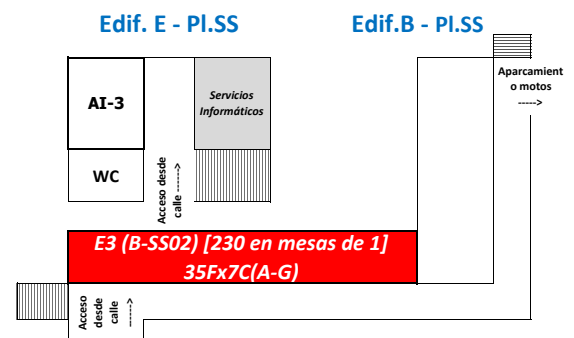 Edif. E - Pl.SS
Edif.B - Pl.SS
AI-3
Servicios
Informáticos
Aparcamient
o motos
----->
WC
Acceso desde
calle ------>
E3 (B-SS02) [230 en mesas de 1]
35Fx7C(A-G)
Acceso
desde
calle
----->